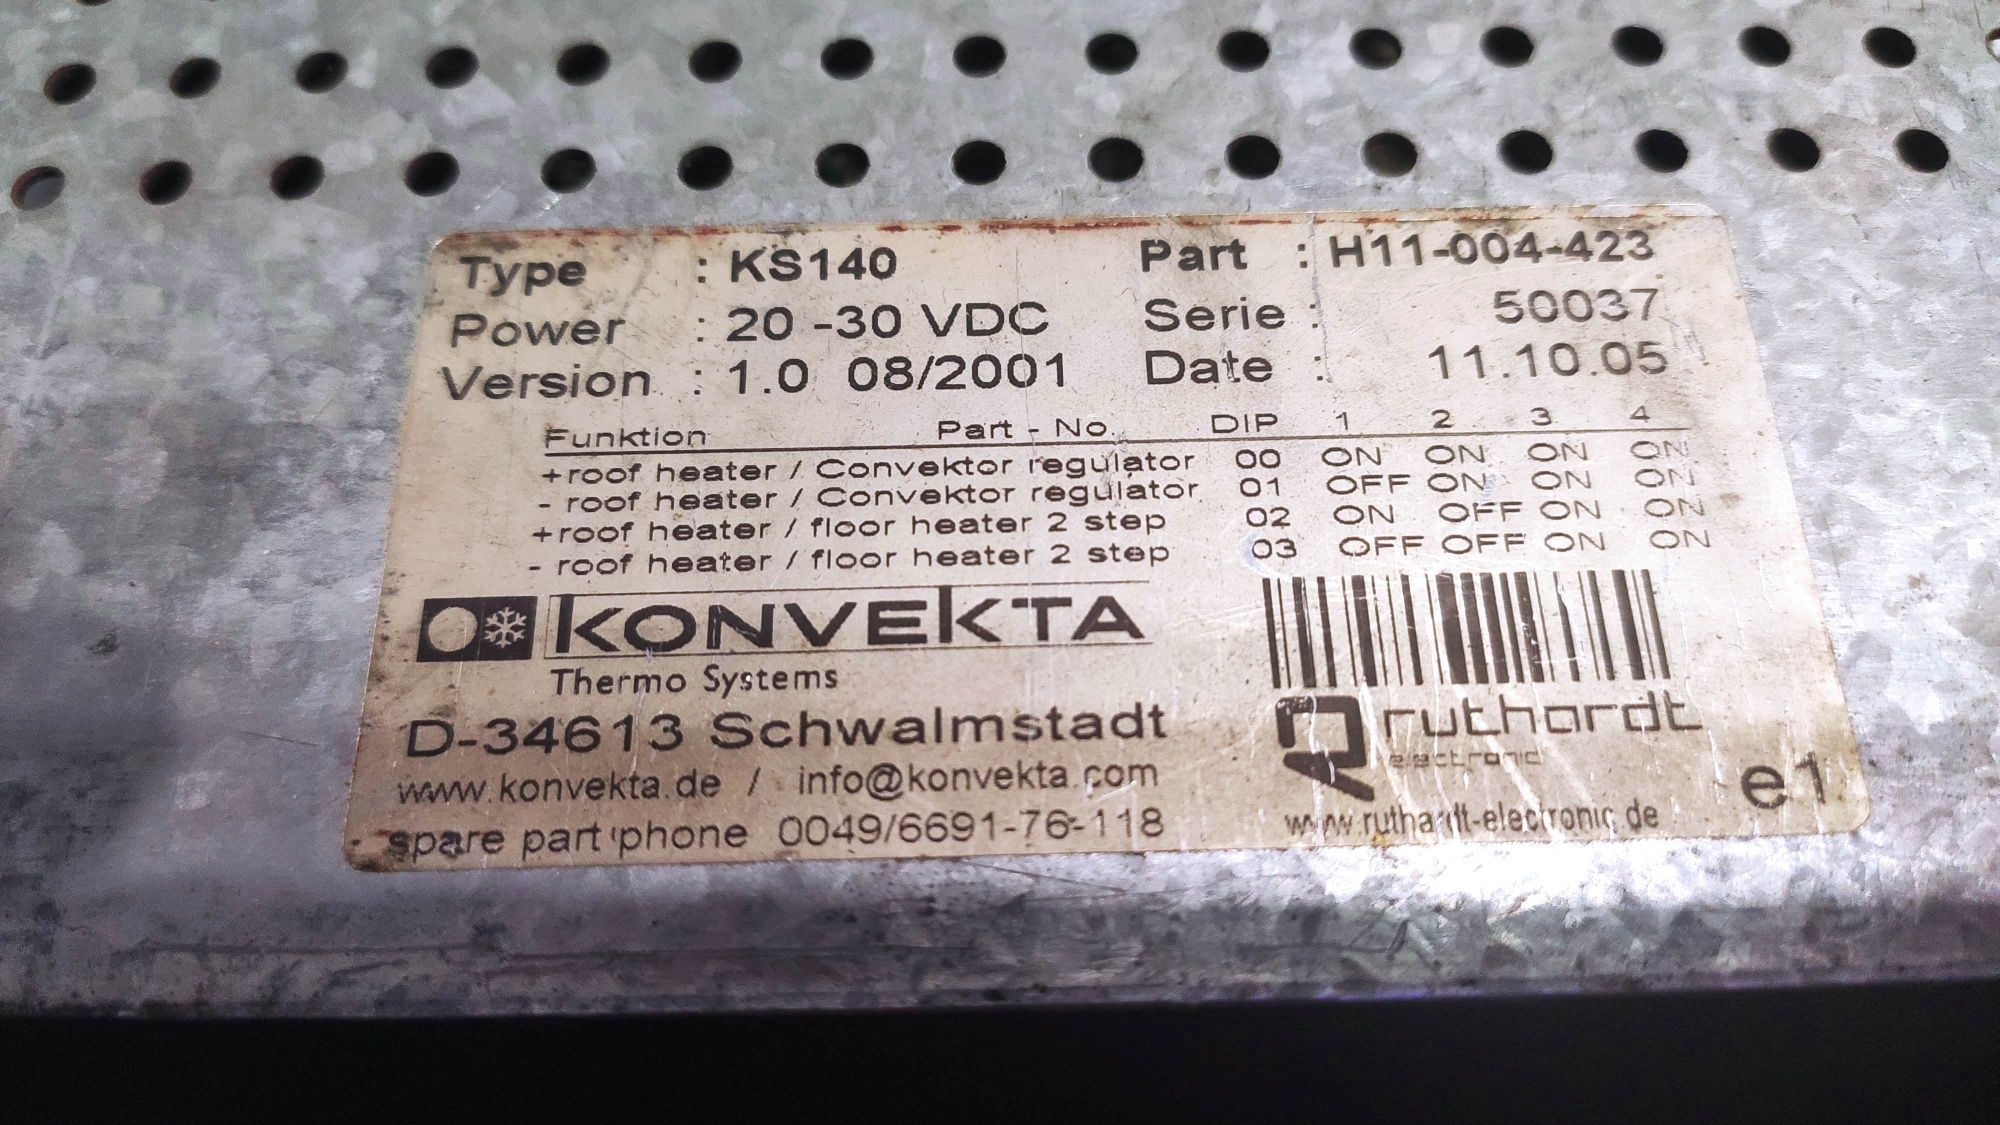 Type : KS140 Part : H11-004-423
Power : 20 -30 VDC Serie : 50037
Version : 1.0 08/2001 Date : 11.10.05
Funktion Part - No. DIP 1 2 3 4
+roof heater / Convektor regulator 00 ON ON ON ON
- roof heater / Convektor regulator 01 OFF ON ON ON
+roof heater / floor heater 2 step 02 ON OFF ON ON
- roof heater / floor heater 2 step 03 OFF OFF ON ON
KONVEKTA
Thermo Systems
D-34613 Schwalmstadt
www.konvekta.de / info@konvekta.com
spare part phone 0049/6691-76-118
ruthardt
electronic
www.ruthardt-electronic.de
e1